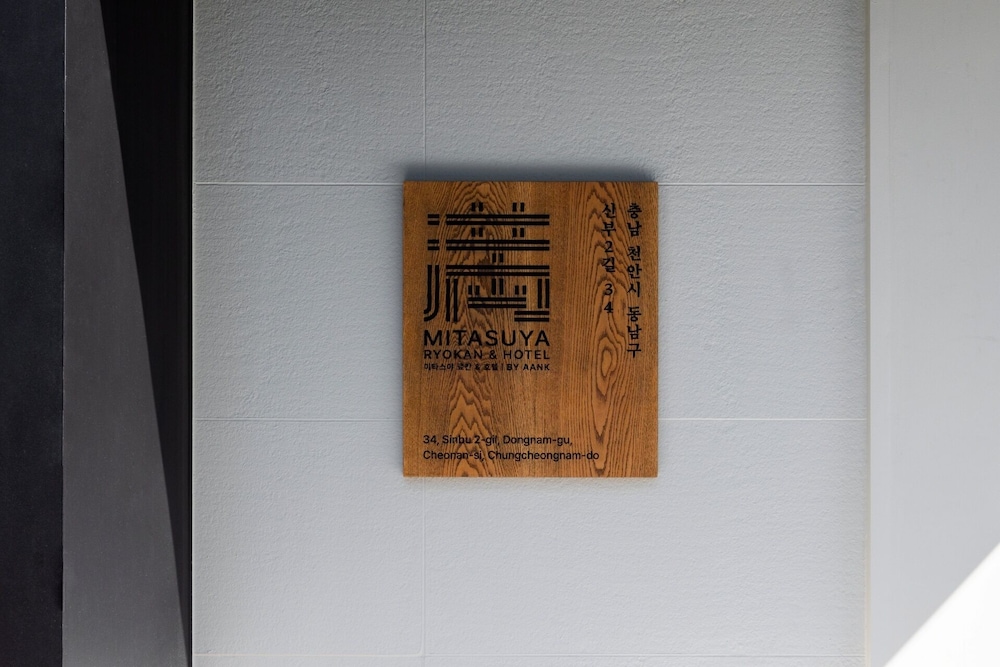 MITASUYA
RYOKAN & HOTEL
미타스야 료칸 & 호텔 | BY AANK
충남 천안시 동남구
신부2길 34
34, Sinbu 2-gil, Dongnam-gu,
Cheonan-si, Chungcheongnam-do